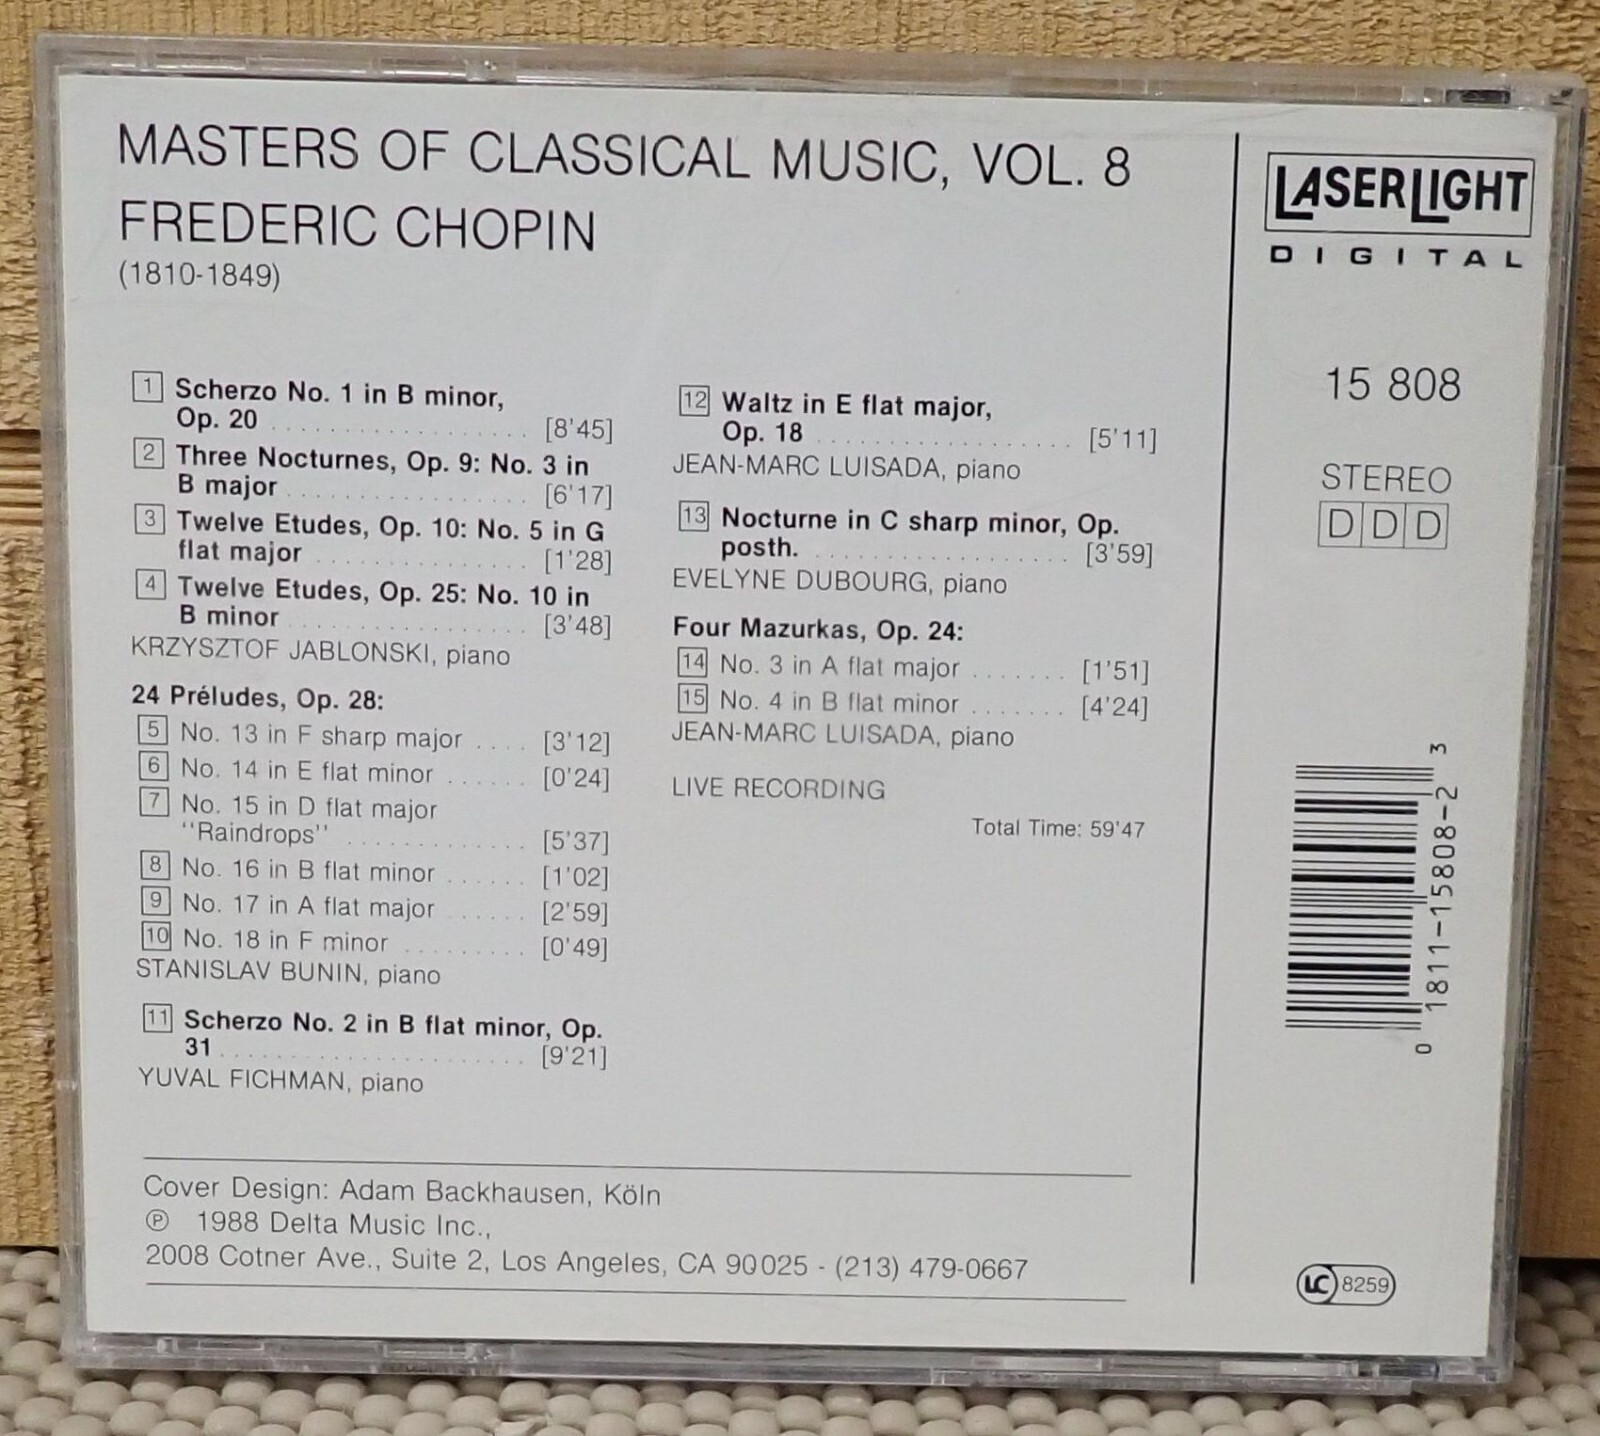 MASTERS OF CLASSICAL MUSIC, VOL. 8
FREDERIC CHOPIN
(1810-1849)
1 Scherzo No. 1 in B minor,
Op. 20 .................. [8'45]
2 Three Nocturnes, Op. 9: No. 3 in
B major ................. [6'17]
3 Twelve Etudes, Op. 10: No. 5 in G
flat major ............... [1'28]
4 Twelve Etudes, Op. 25: No. 10 in
B minor ................. [3'48]
KRZYSZTOF JABLONSKI, piano
24 Préludes, Op. 28:
5 No. 13 in F sharp major .... [3'12]
6 No. 14 in E flat minor ...... [0'24]
7 No. 15 in D flat major
''Raindrops'' ............. [5'37]
8 No. 16 in B flat minor ...... [1'02]
9 No. 17 in A flat major ...... [2'59]
10 No. 18 in F minor ......... [0'49]
STANISLAV BUNIN, piano
11 Scherzo No. 2 in B flat minor, Op.
31 ...................... [9'21]
YUVAL FICHMAN, piano
12 Waltz in E flat major,
Op. 18 .................. [5'11]
JEAN-MARC LUISADA, piano
13 Nocturne in C sharp minor, Op.
posth. .................. [3'59]
EVELYNE DUBOURG, piano
Four Mazurkas, Op. 24:
14 No. 3 in A flat major ....... [1'51]
15 No. 4 in B flat minor ....... [4'24]
JEAN-MARC LUISADA, piano
LIVE RECORDING
Total Time: 59'47
Cover Design: Adam Backhausen, Köln
℗ 1988 Delta Music Inc.,
2008 Cotner Ave., Suite 2, Los Angeles, CA 90025 - (213) 479-0667
LASERLIGHT
DIGITAL
15 808
STEREO
DDD
0 1811-15808-2 3
LC 8259